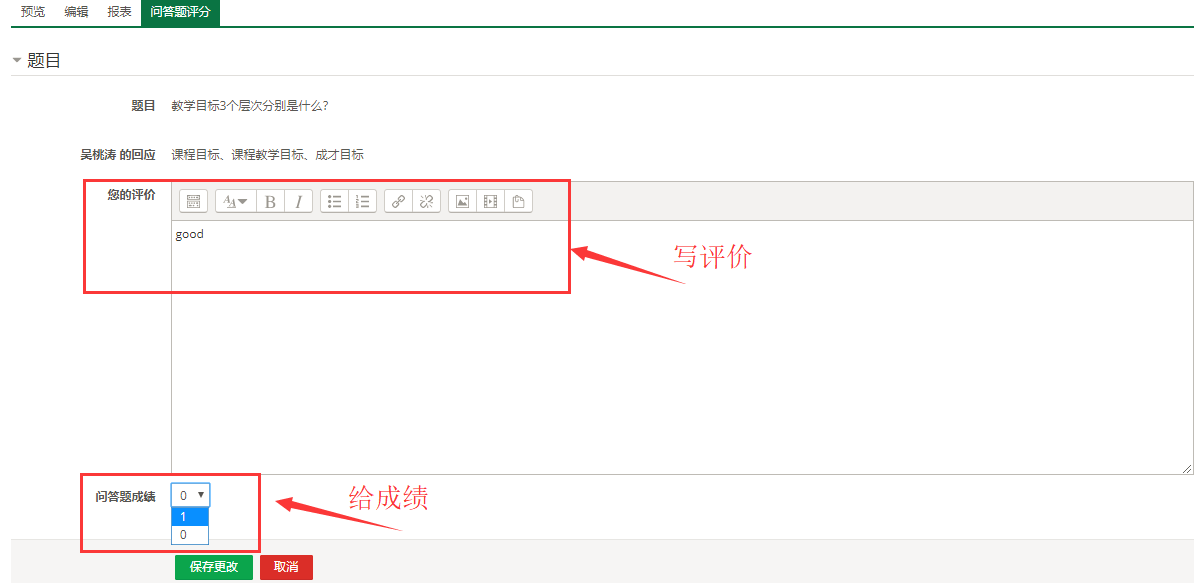 预览 编辑 报表 问答题评分
题目
题目 教学目标3个层次分别是什么?
吴桃涛 的回应 课程目标、课程教学目标、成才目标
您的评价
good
写评价
问答题成绩 0
给成绩
1
0
保存更改 取消